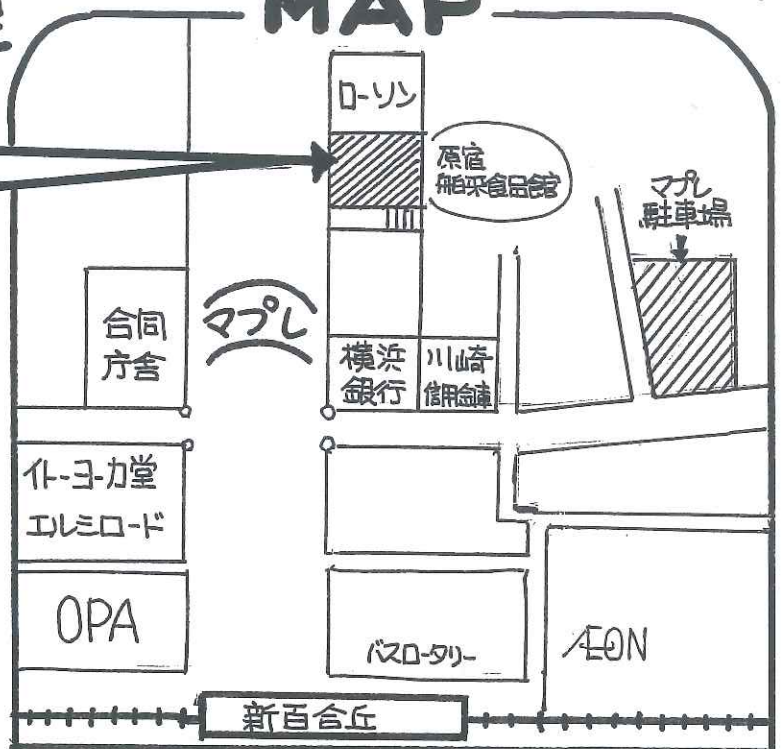 MAP
ローソン
原宿
舶来食品館
マプレ
駐車場
マプレ
合同
庁舎
横浜
銀行
川崎
信用金庫
イトーヨーカ堂
エルミロード
OPA
バスロータリー
ÆON
新百合丘